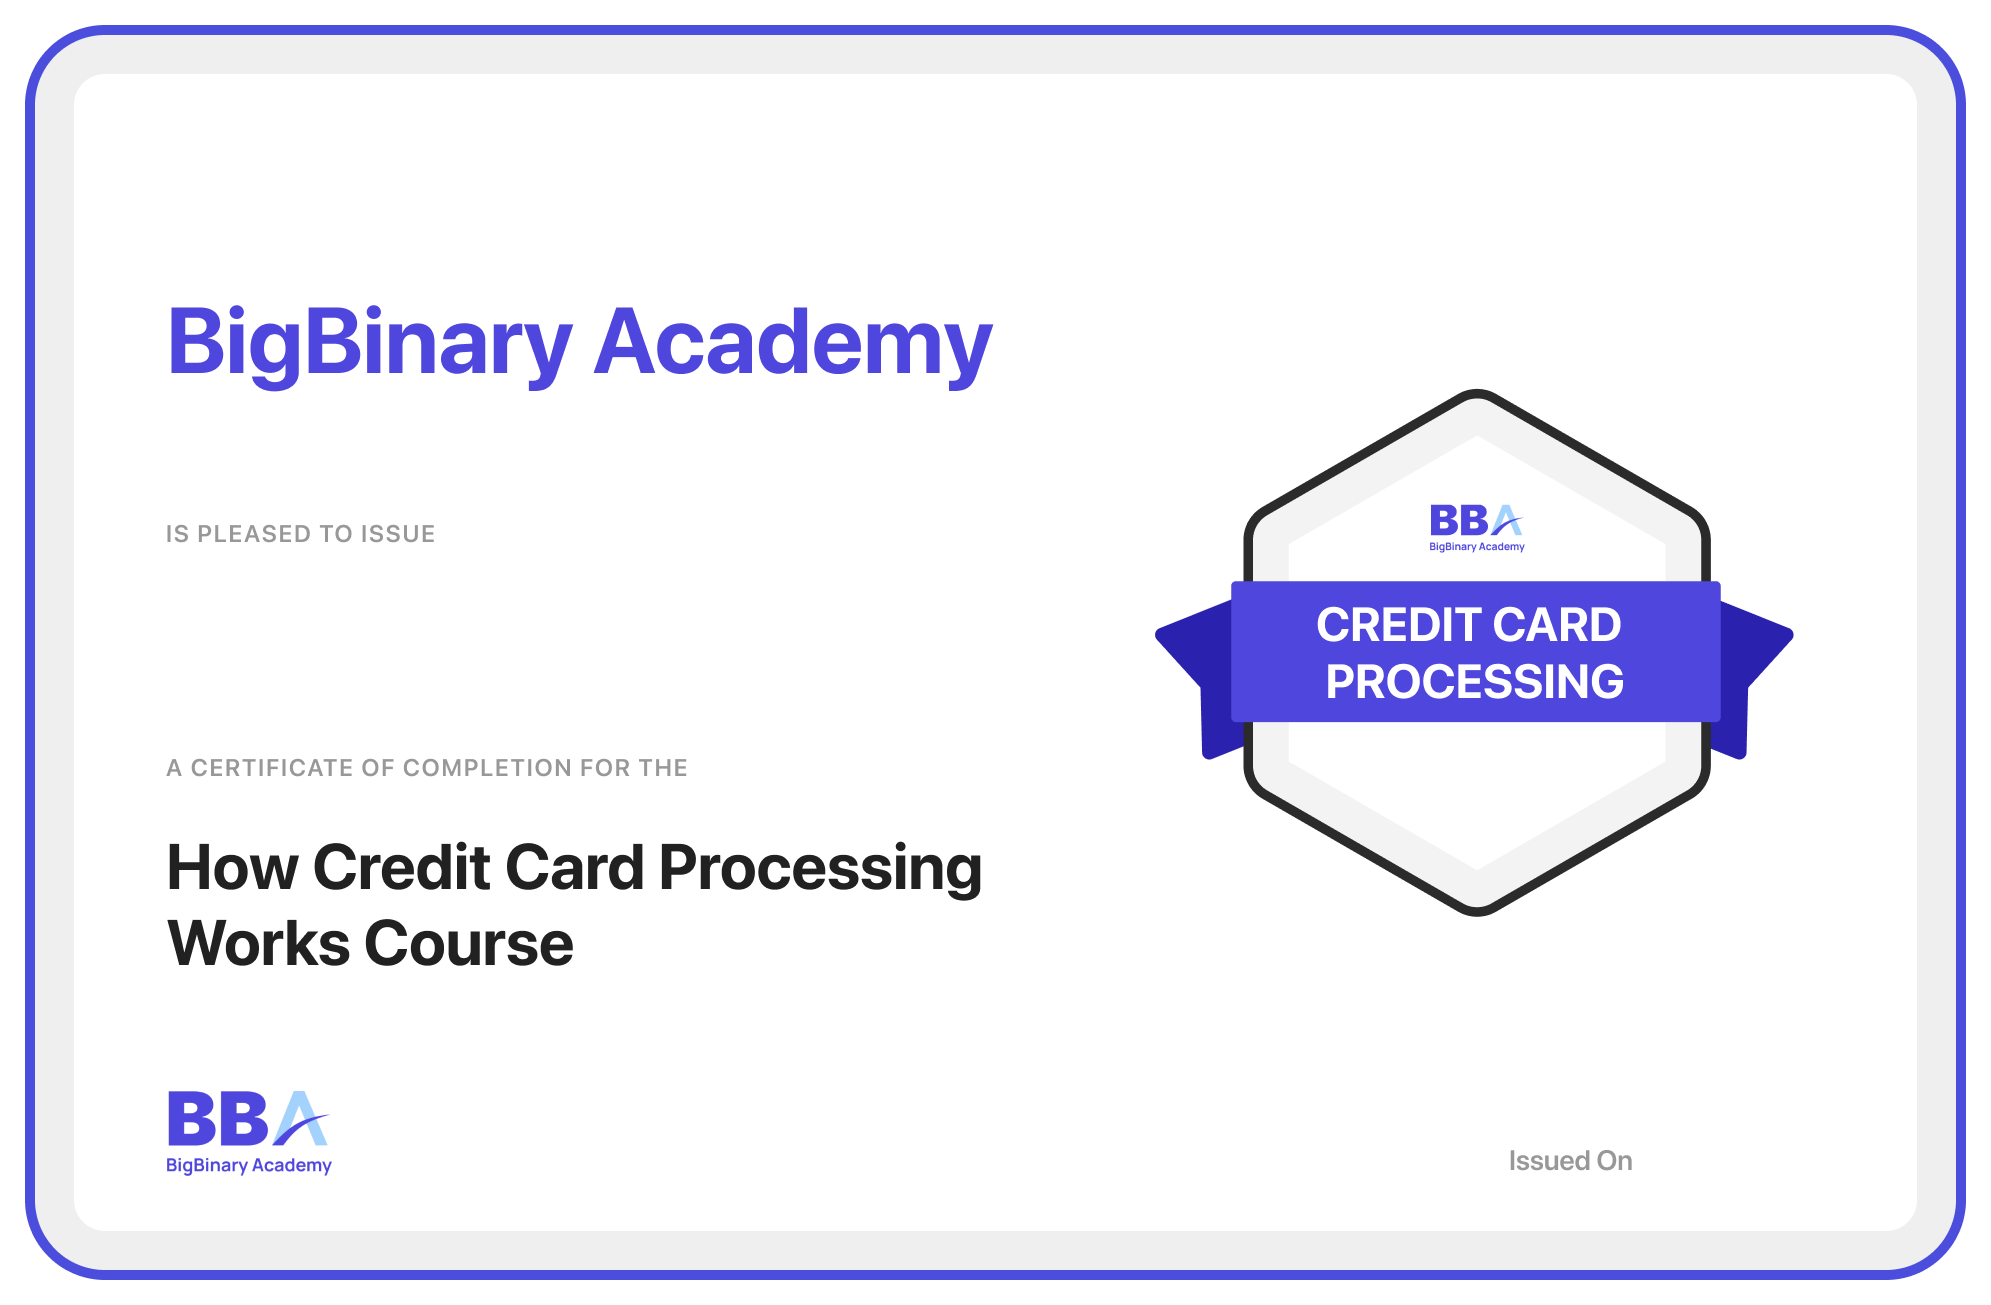 BigBinary Academy
IS PLEASED TO ISSUE
A CERTIFICATE OF COMPLETION FOR THE
How Credit Card Processing
Works Course
BBA
BigBinary Academy
CREDIT CARD
PROCESSING
BBA
BigBinary Academy
Issued On